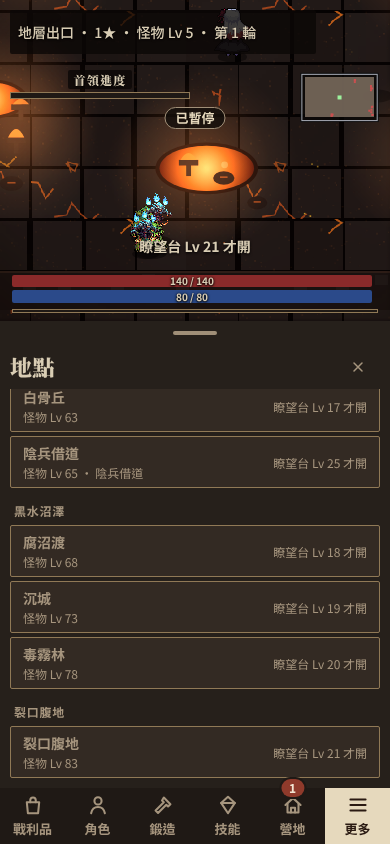 地層出口 • 1★ • 怪物 Lv 5 • 第 1 輪
首領進度
已暫停
瞭望台 Lv 21 才開
140 / 140
80 / 80
地點
×
白骨丘
怪物 Lv 63
瞭望台 Lv 17 才開
陰兵借道
怪物 Lv 65 • 陰兵借道
瞭望台 Lv 25 才開
黑水沼澤
腐沼渡
怪物 Lv 68
瞭望台 Lv 18 才開
沉城
怪物 Lv 73
瞭望台 Lv 19 才開
毒霧林
怪物 Lv 78
瞭望台 Lv 20 才開
裂口腹地
裂口腹地
怪物 Lv 83
瞭望台 Lv 21 才開
1
戰利品
角色
鍛造
技能
營地
更多